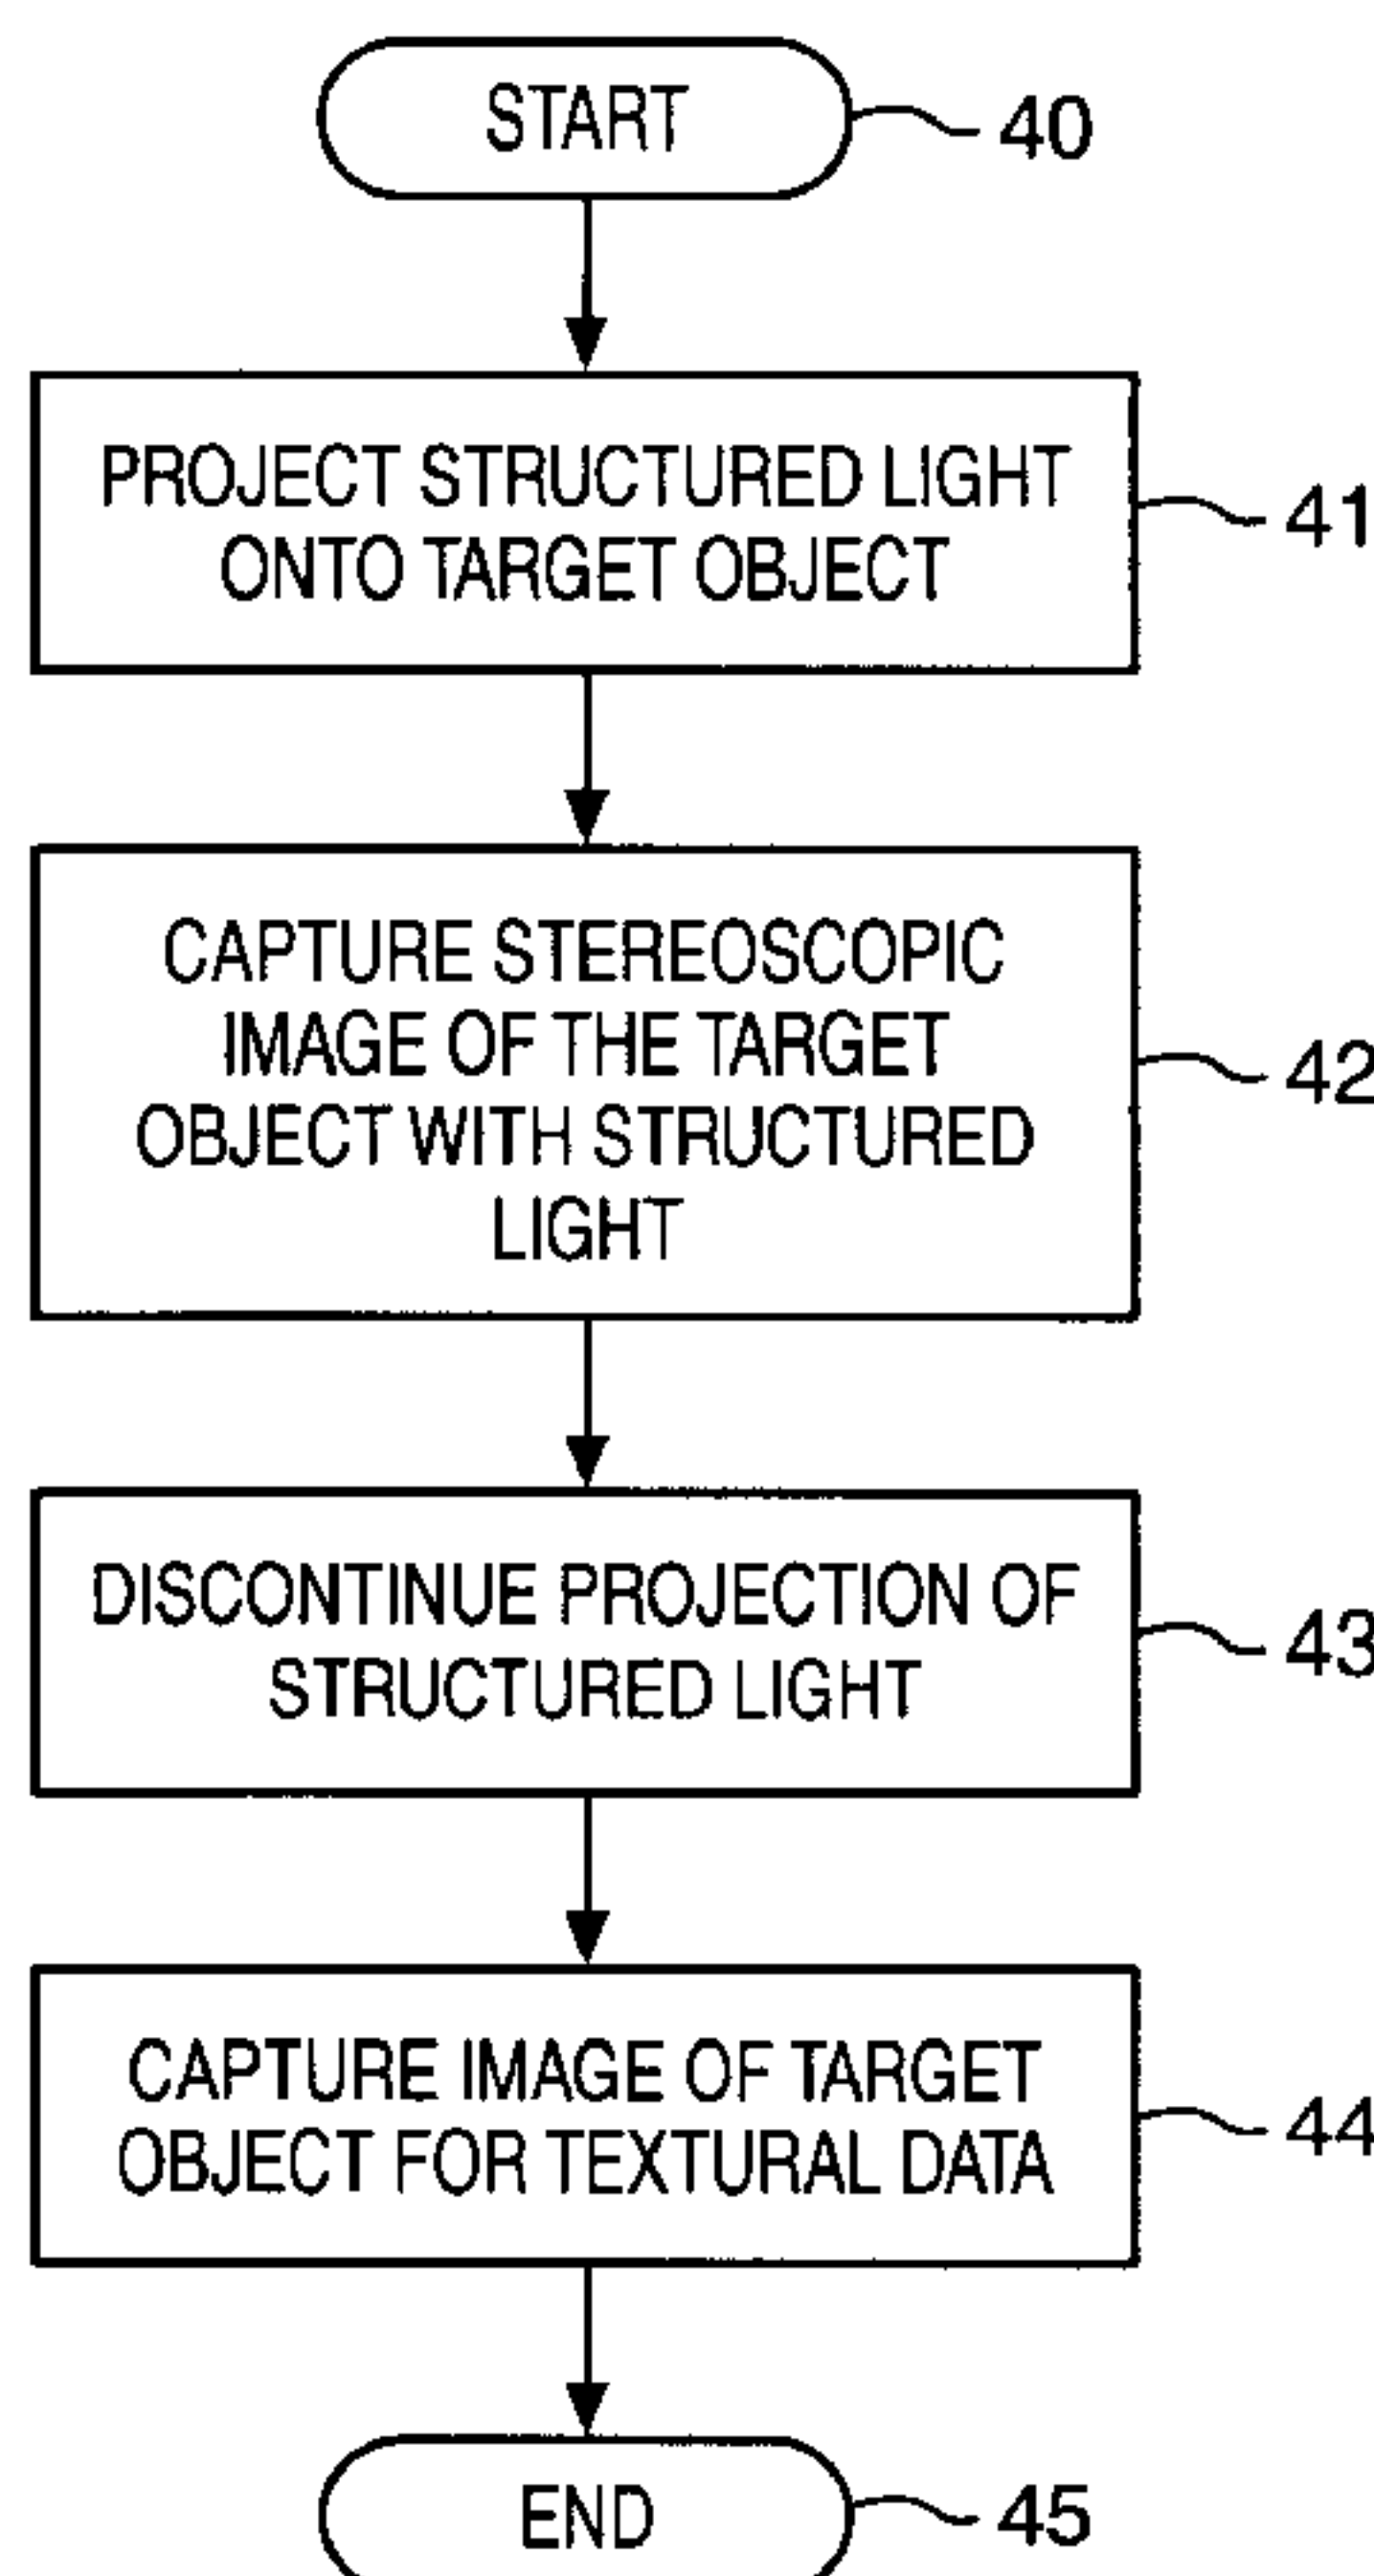 START
40
PROJECT STRUCTURED LIGHT
ONTO TARGET OBJECT
41
CAPTURE STEREOSCOPIC
IMAGE OF THE TARGET
OBJECT WITH STRUCTURED
LIGHT
42
DISCONTINUE PROJECTION OF
STRUCTURED LIGHT
43
CAPTURE IMAGE OF TARGET
OBJECT FOR TEXTURAL DATA
44
END
45